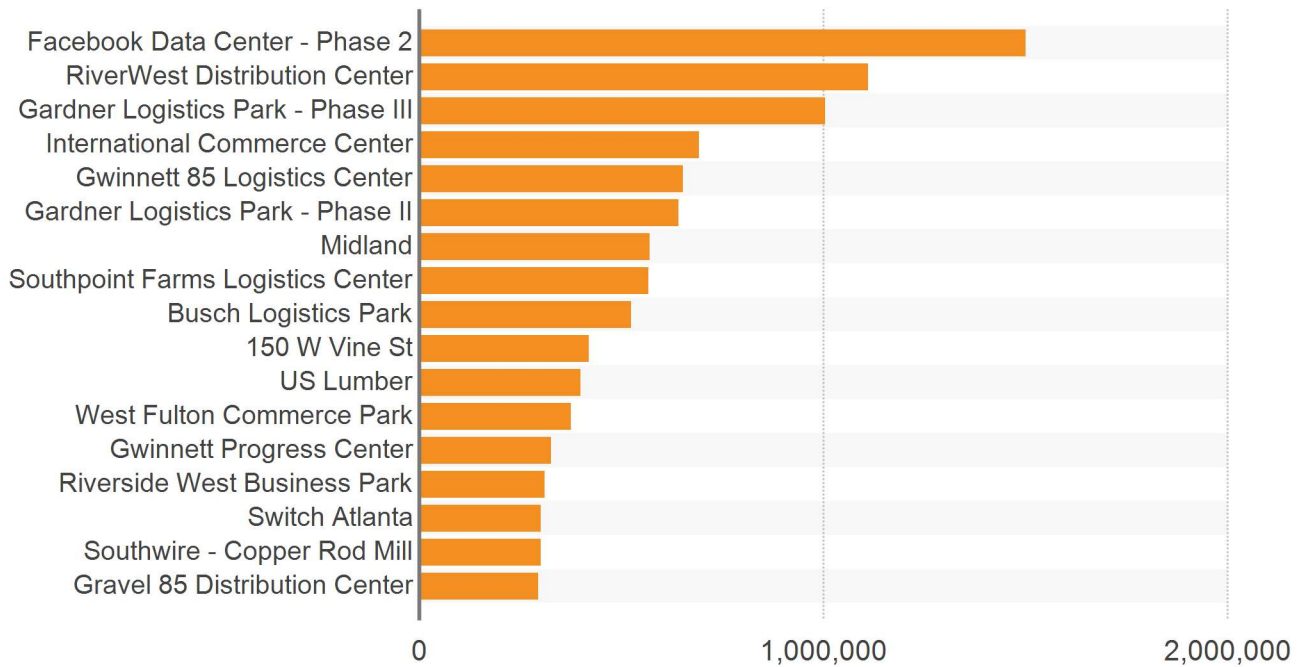 Facebook Data Center - Phase 2
RiverWest Distribution Center
Gardner Logistics Park - Phase III
International Commerce Center
Gwinnett 85 Logistics Center
Gardner Logistics Park - Phase II
Midland
Southpoint Farms Logistics Center
Busch Logistics Park
150 W Vine St
US Lumber
West Fulton Commerce Park
Gwinnett Progress Center
Riverside West Business Park
Switch Atlanta
Southwire - Copper Rod Mill
Gravel 85 Distribution Center
0 1,000,000 2,000,000